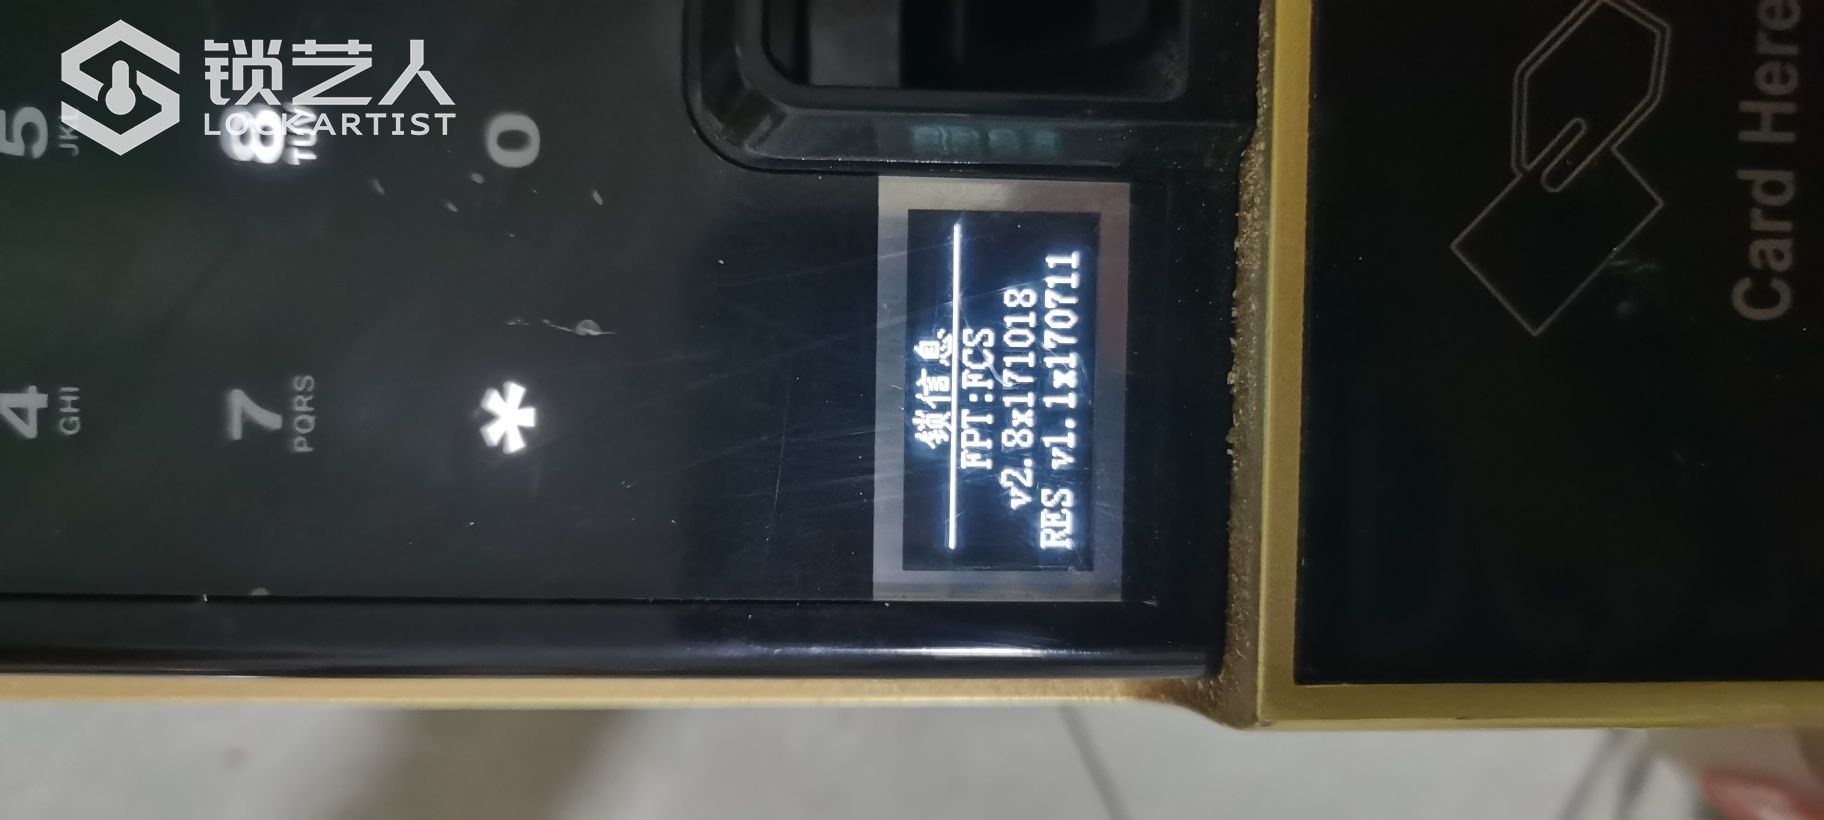 锁艺人
LOCKARTIST
锁信息
FPT:FCS
v2.8x171018
RES v1.1x170711
4
GHI
5
JKL
7
PQRS
8
TUV
*
0
Card Here